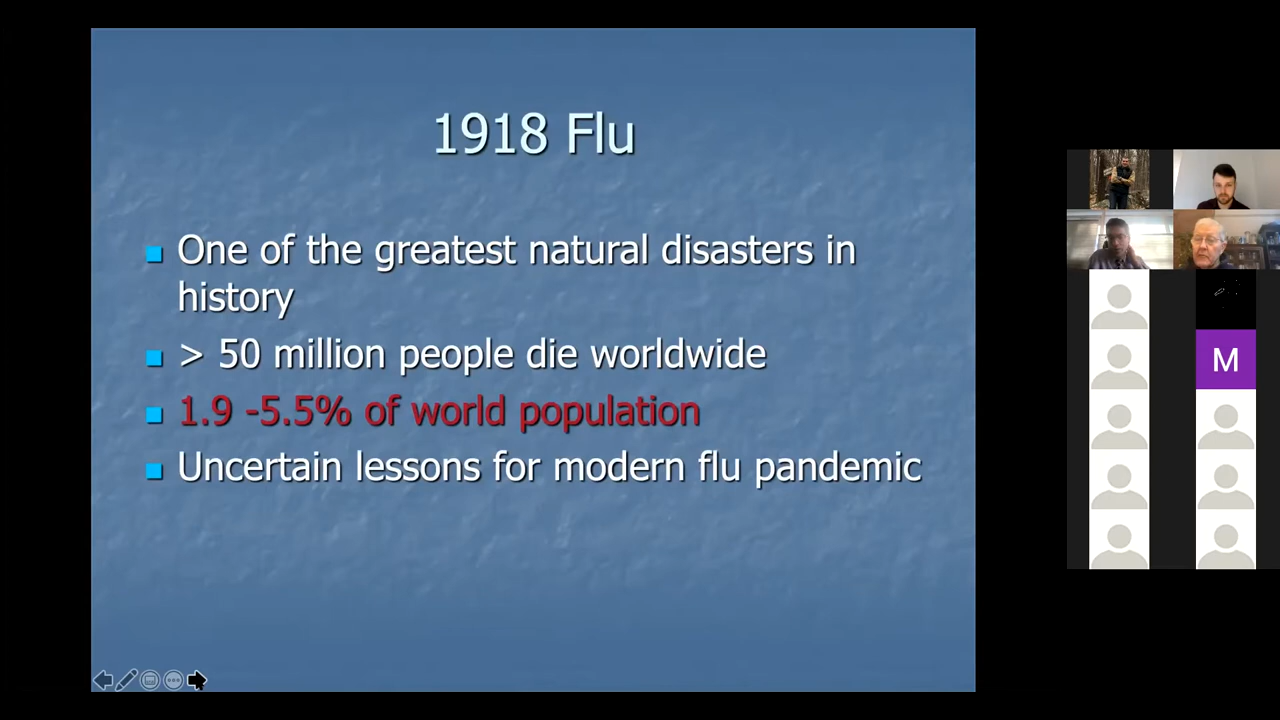 1918 Flu
One of the greatest natural disasters in
history
> 50 million people die worldwide
1.9 -5.5% of world population
Uncertain lessons for modern flu pandemic
M